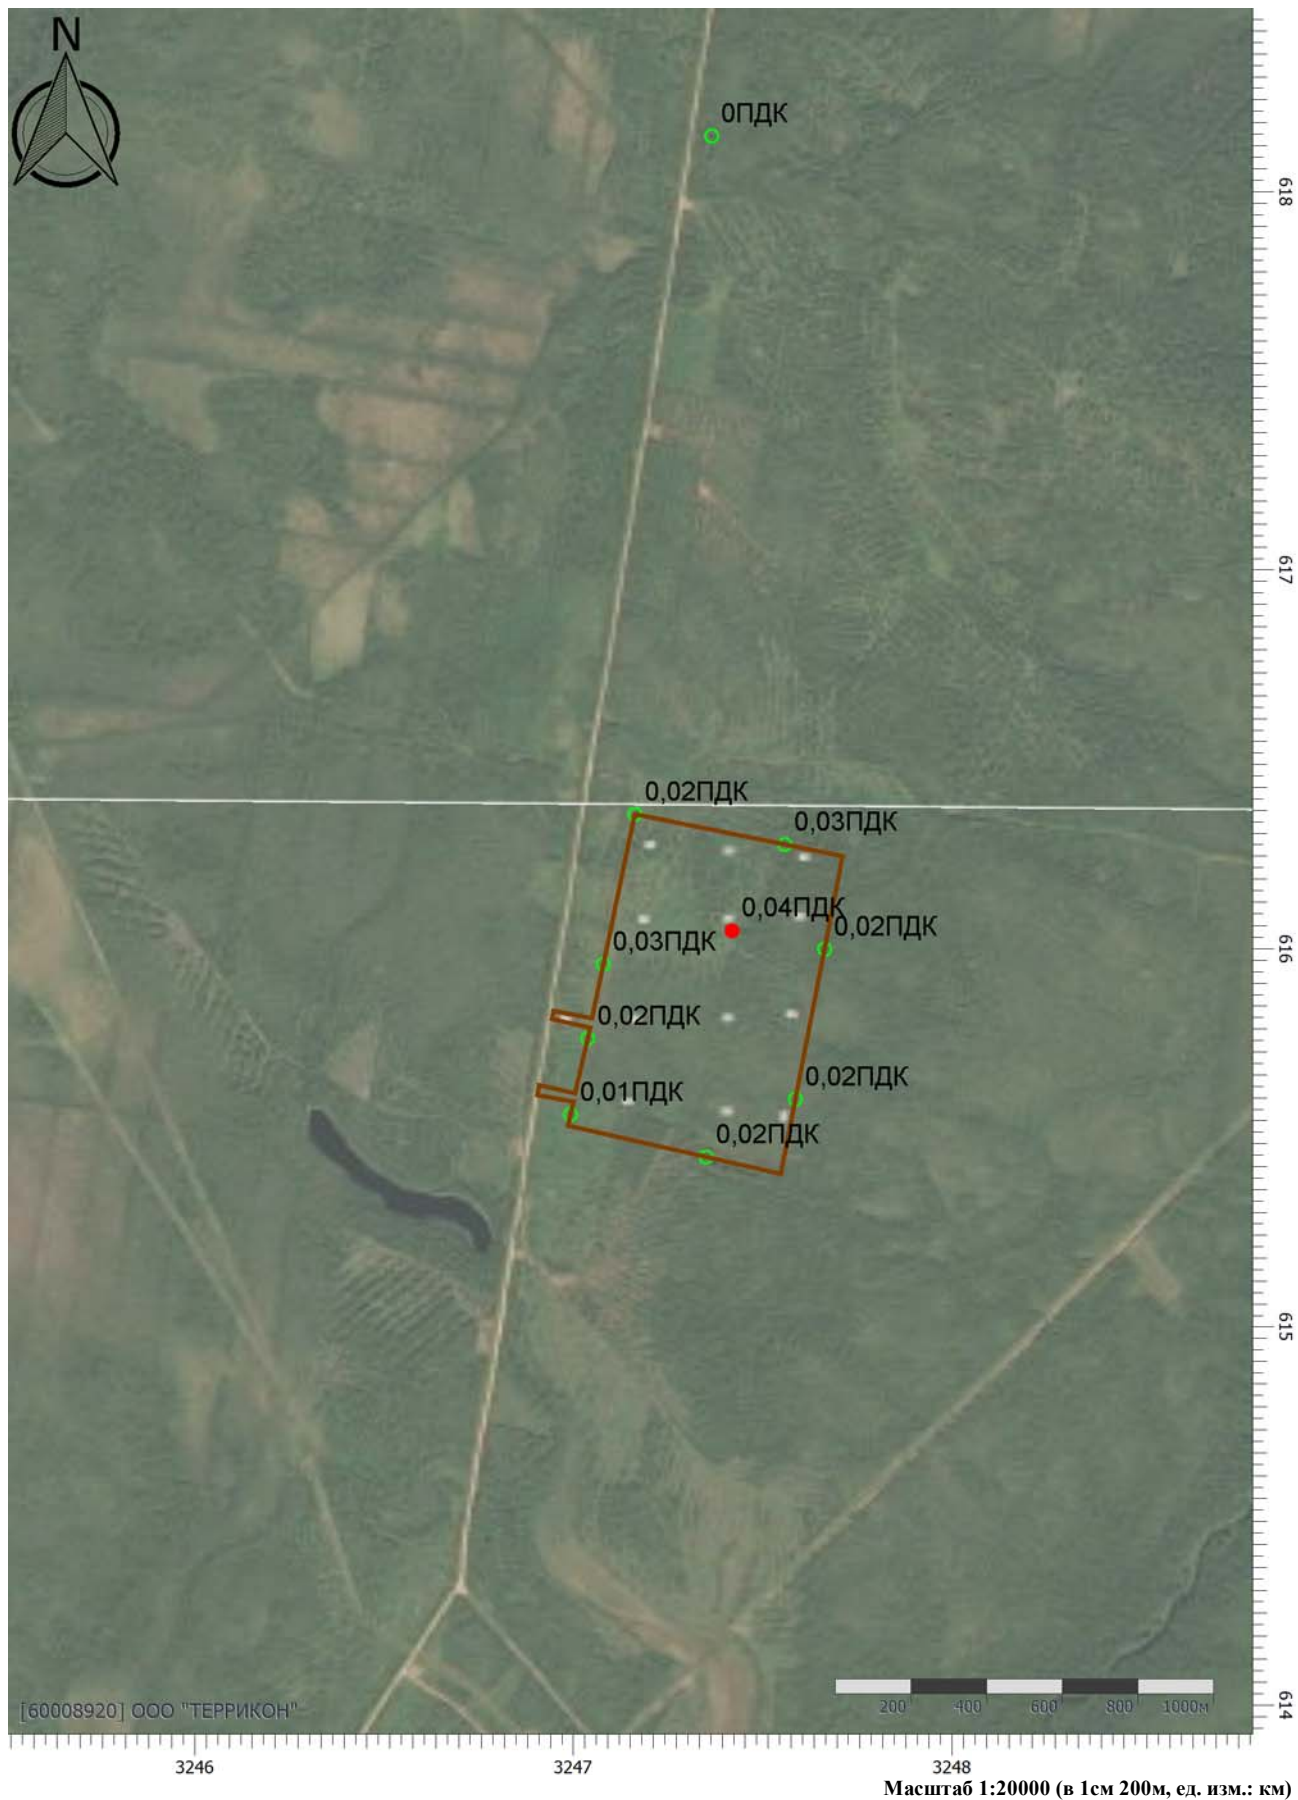 N
0ПДК
618
617
0,02ПДК
0,03ПДК
0,04ПДК
0,02ПДК
0,03ПДК
616
0,02ПДК
0,02ПДК
0,01ПДК
0,02ПДК
615
614
[60008920] ООО "ТЕРРИКОН"
200 400 600 800 1000м
3246 3247 3248
Масштаб 1:20000 (в 1см 200м, ед. изм.: км)